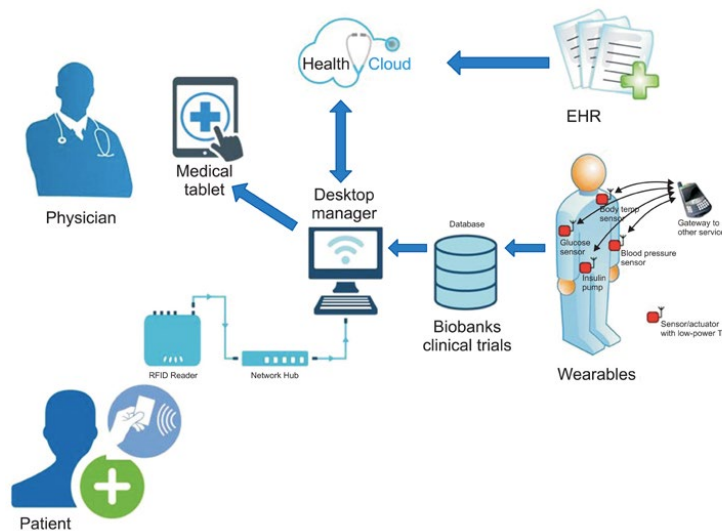 Health Cloud
EHR
Medical
tablet
Physician
Desktop
manager
Database
Body temp
sensor
Gateway to
other service
Glucose
sensor
Blood pressure
sensor
Insulin
pump
Biobanks
clinical trials
Sensor/actuator
with low-power T
Wearables
RFID Reader
Network Hub
Patient